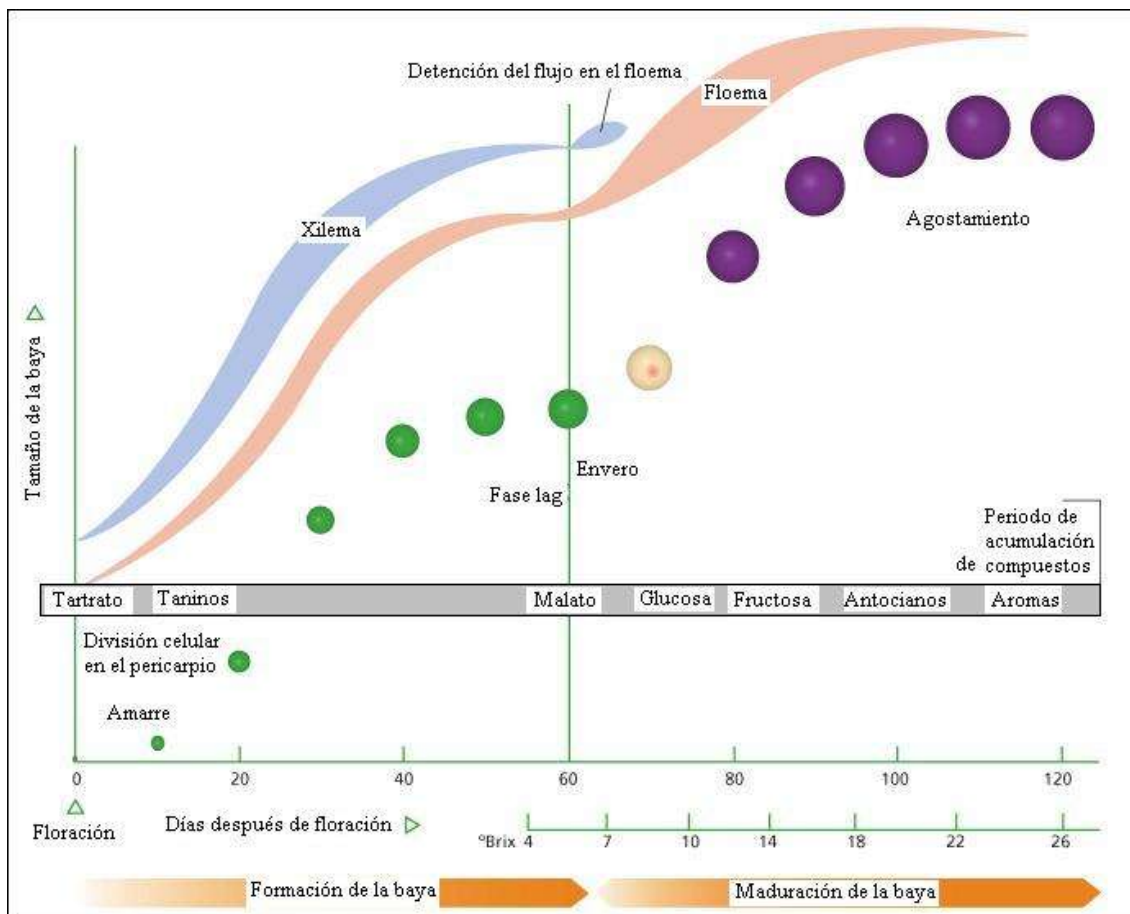 Detención del flujo en el floema
Floema
Xilema
Agostamiento
Tamaño de la baya
Envero
Fase lag
Periodo de
acumulación
de compuestos
Tartrato Taninos Malato Glucosa Fructosa Antocianos Aromas
División celular
en el pericarpio
Amarre
0 20 40 60 80 100 120
Floración
Días después de floración
ºBrix 4 7 10 14 18 22 26
Formación de la baya
Maduración de la baya